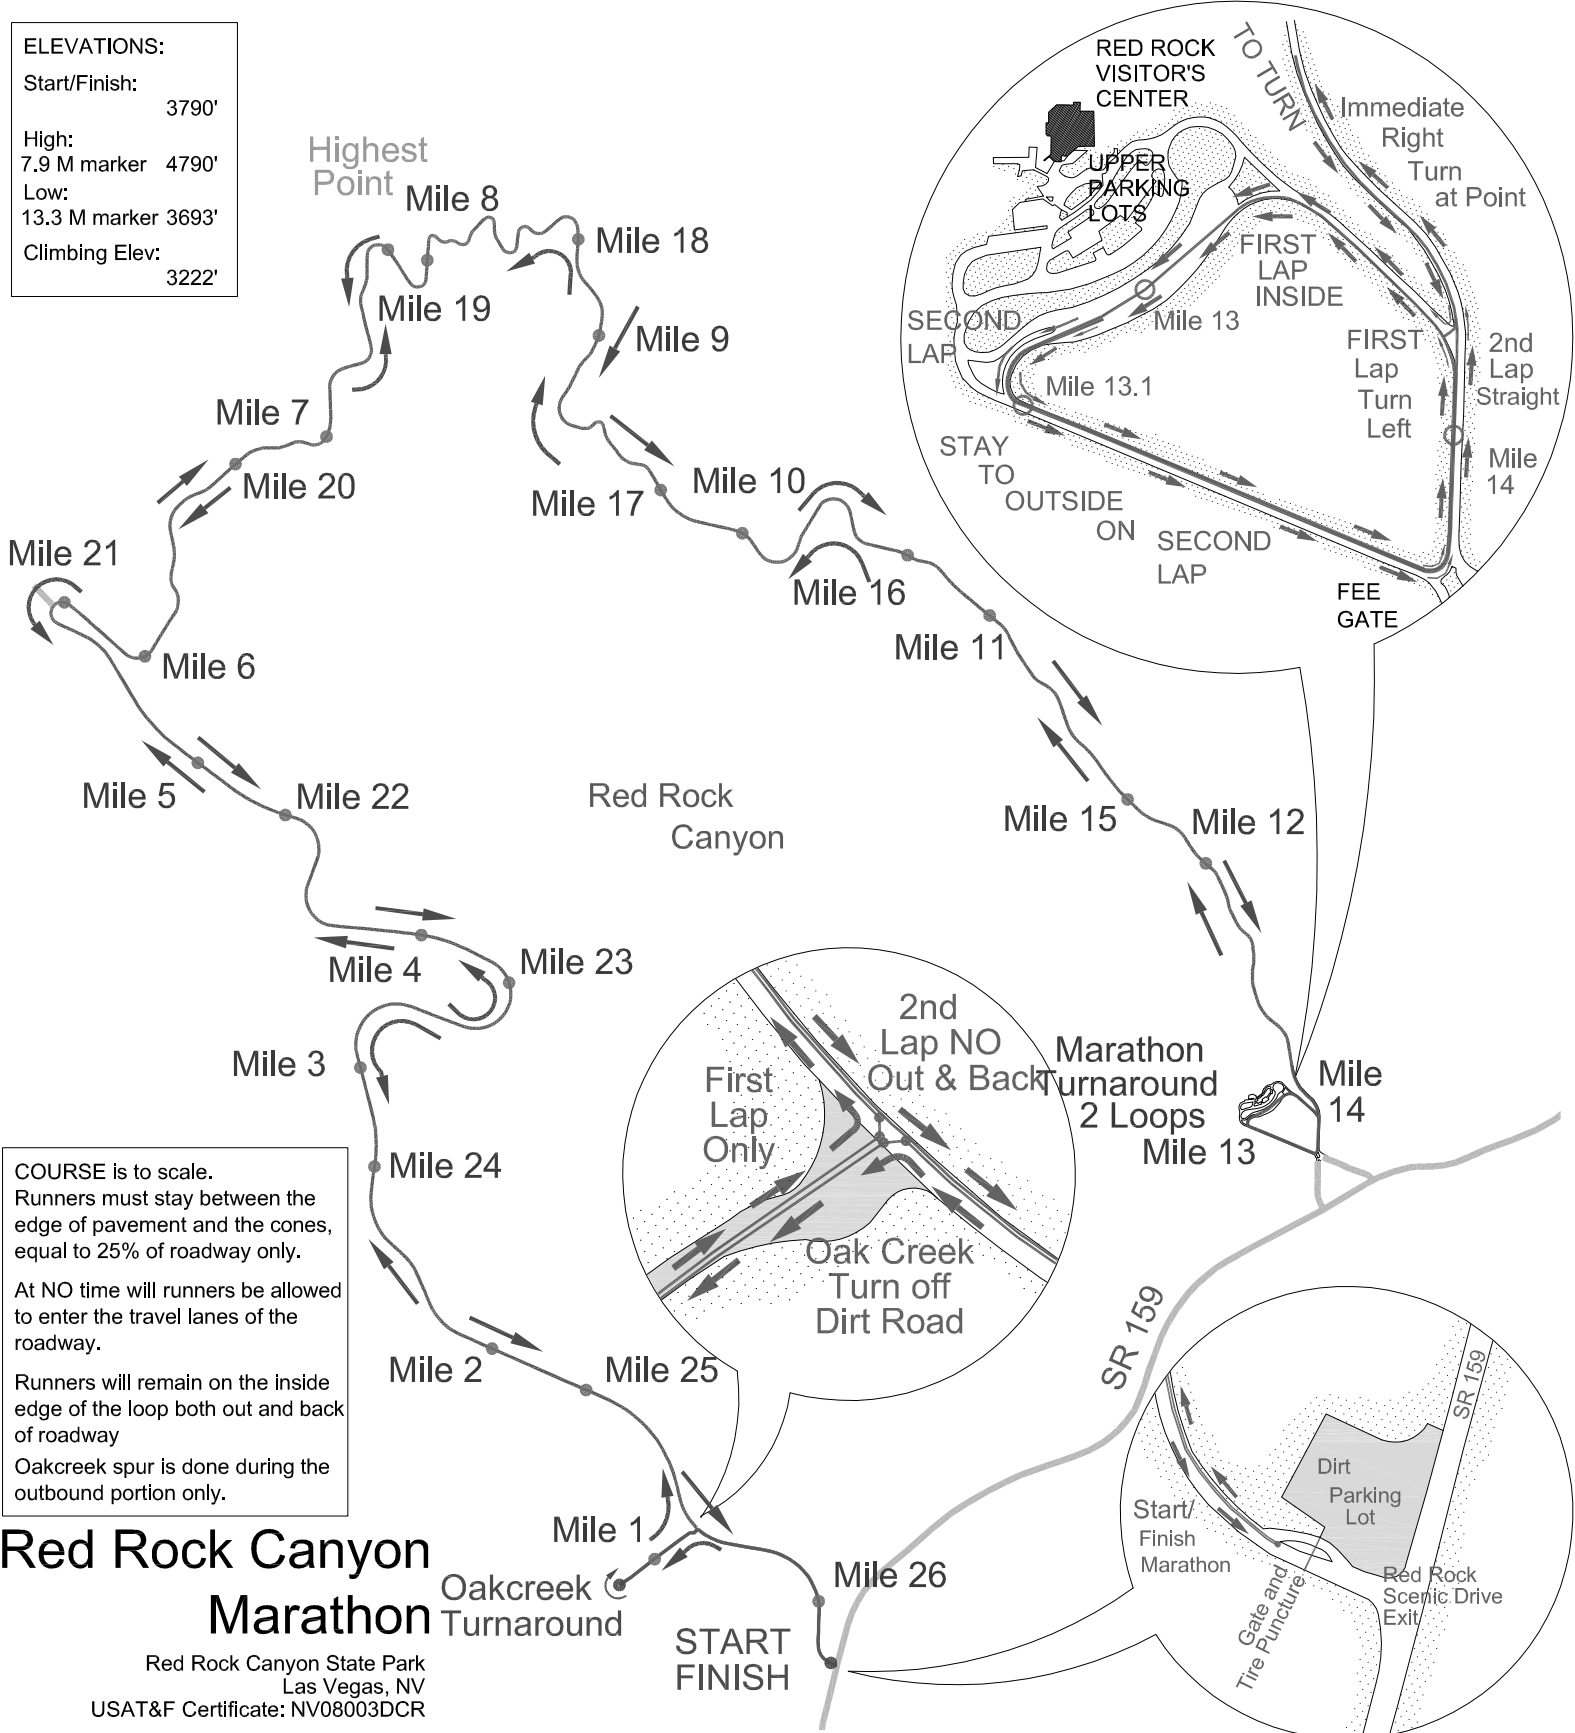 ELEVATIONS:
Start/Finish:
3790'
High:
7.9 M marker 4790'
Low:
13.3 M marker 3693'
Climbing Elev:
3222'
Highest
Point
Mile 8
Mile 18
Mile 19
Mile 9
Mile 7
Mile 20
Mile 10
Mile 17
Mile 21
Mile 16
Mile 6
Mile 11
Mile 5
Mile 22
Red Rock
Canyon
Mile 15
Mile 12
Mile 4
Mile 23
Mile 3
Marathon
Turnaround
2 Loops
Mile 13
Mile
14
Mile 24
Mile 2
Mile 25
Mile 1
Oakcreek
Turnaround
Mile 26
START
FINISH
SR 159
RED ROCK
VISITOR'S
CENTER
UPPER
PARKING
LOTS
TO TURN
Immediate
Right
Turn
at Point
FIRST
LAP
INSIDE
Mile 13
SECOND
LAP
Mile 13.1
FIRST
Lap
Turn
Left
2nd
Lap
Straight
Mile
14
STAY
TO
OUTSIDE
ON
SECOND
LAP
FEE
GATE
2nd
Lap NO
Out & Back
First
Lap
Only
Oak Creek
Turn off
Dirt Road
SR 159
Dirt
Parking
Lot
Start/
Finish
Marathon
Gate and
Tire Puncture
Red Rock
Scenic Drive
Exit
COURSE is to scale.
Runners must stay between the
edge of pavement and the cones,
equal to 25% of roadway only.
At NO time will runners be allowed
to enter the travel lanes of the
roadway.
Runners will remain on the inside
edge of the loop both out and back
of roadway
Oakcreek spur is done during the
outbound portion only.
Red Rock Canyon
Marathon
Red Rock Canyon State Park
Las Vegas, NV
USAT&F Certificate: NV08003DCR